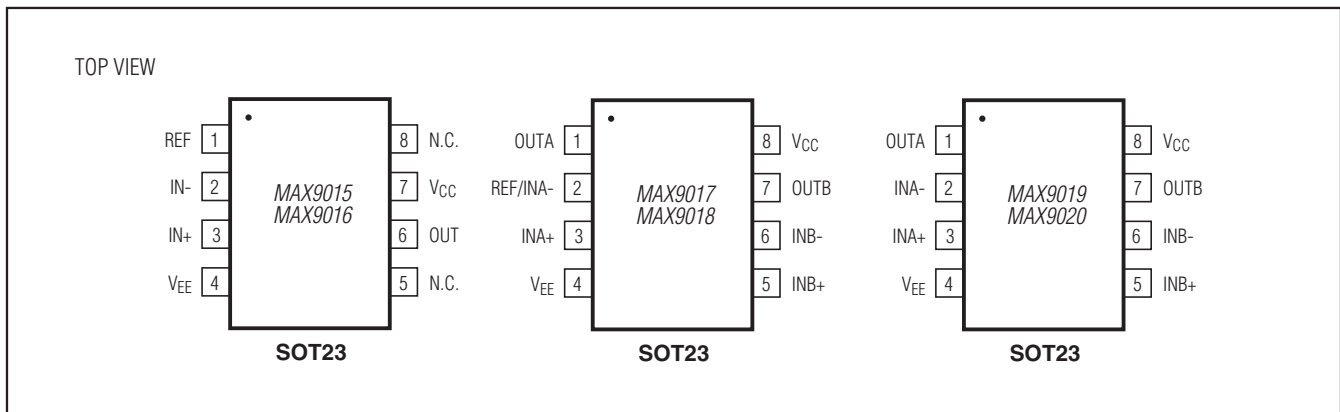 TOP VIEW
REF 1
IN- 2
IN+ 3
VEE 4
MAX9015
MAX9016
8 N.C.
7 VCC
6 OUT
5 N.C.
SOT23
OUTA 1
REF/INA- 2
INA+ 3
VEE 4
MAX9017
MAX9018
8 VCC
7 OUTB
6 INB-
5 INB+
SOT23
OUTA 1
INA- 2
INA+ 3
VEE 4
MAX9019
MAX9020
8 VCC
7 OUTB
6 INB-
5 INB+
SOT23